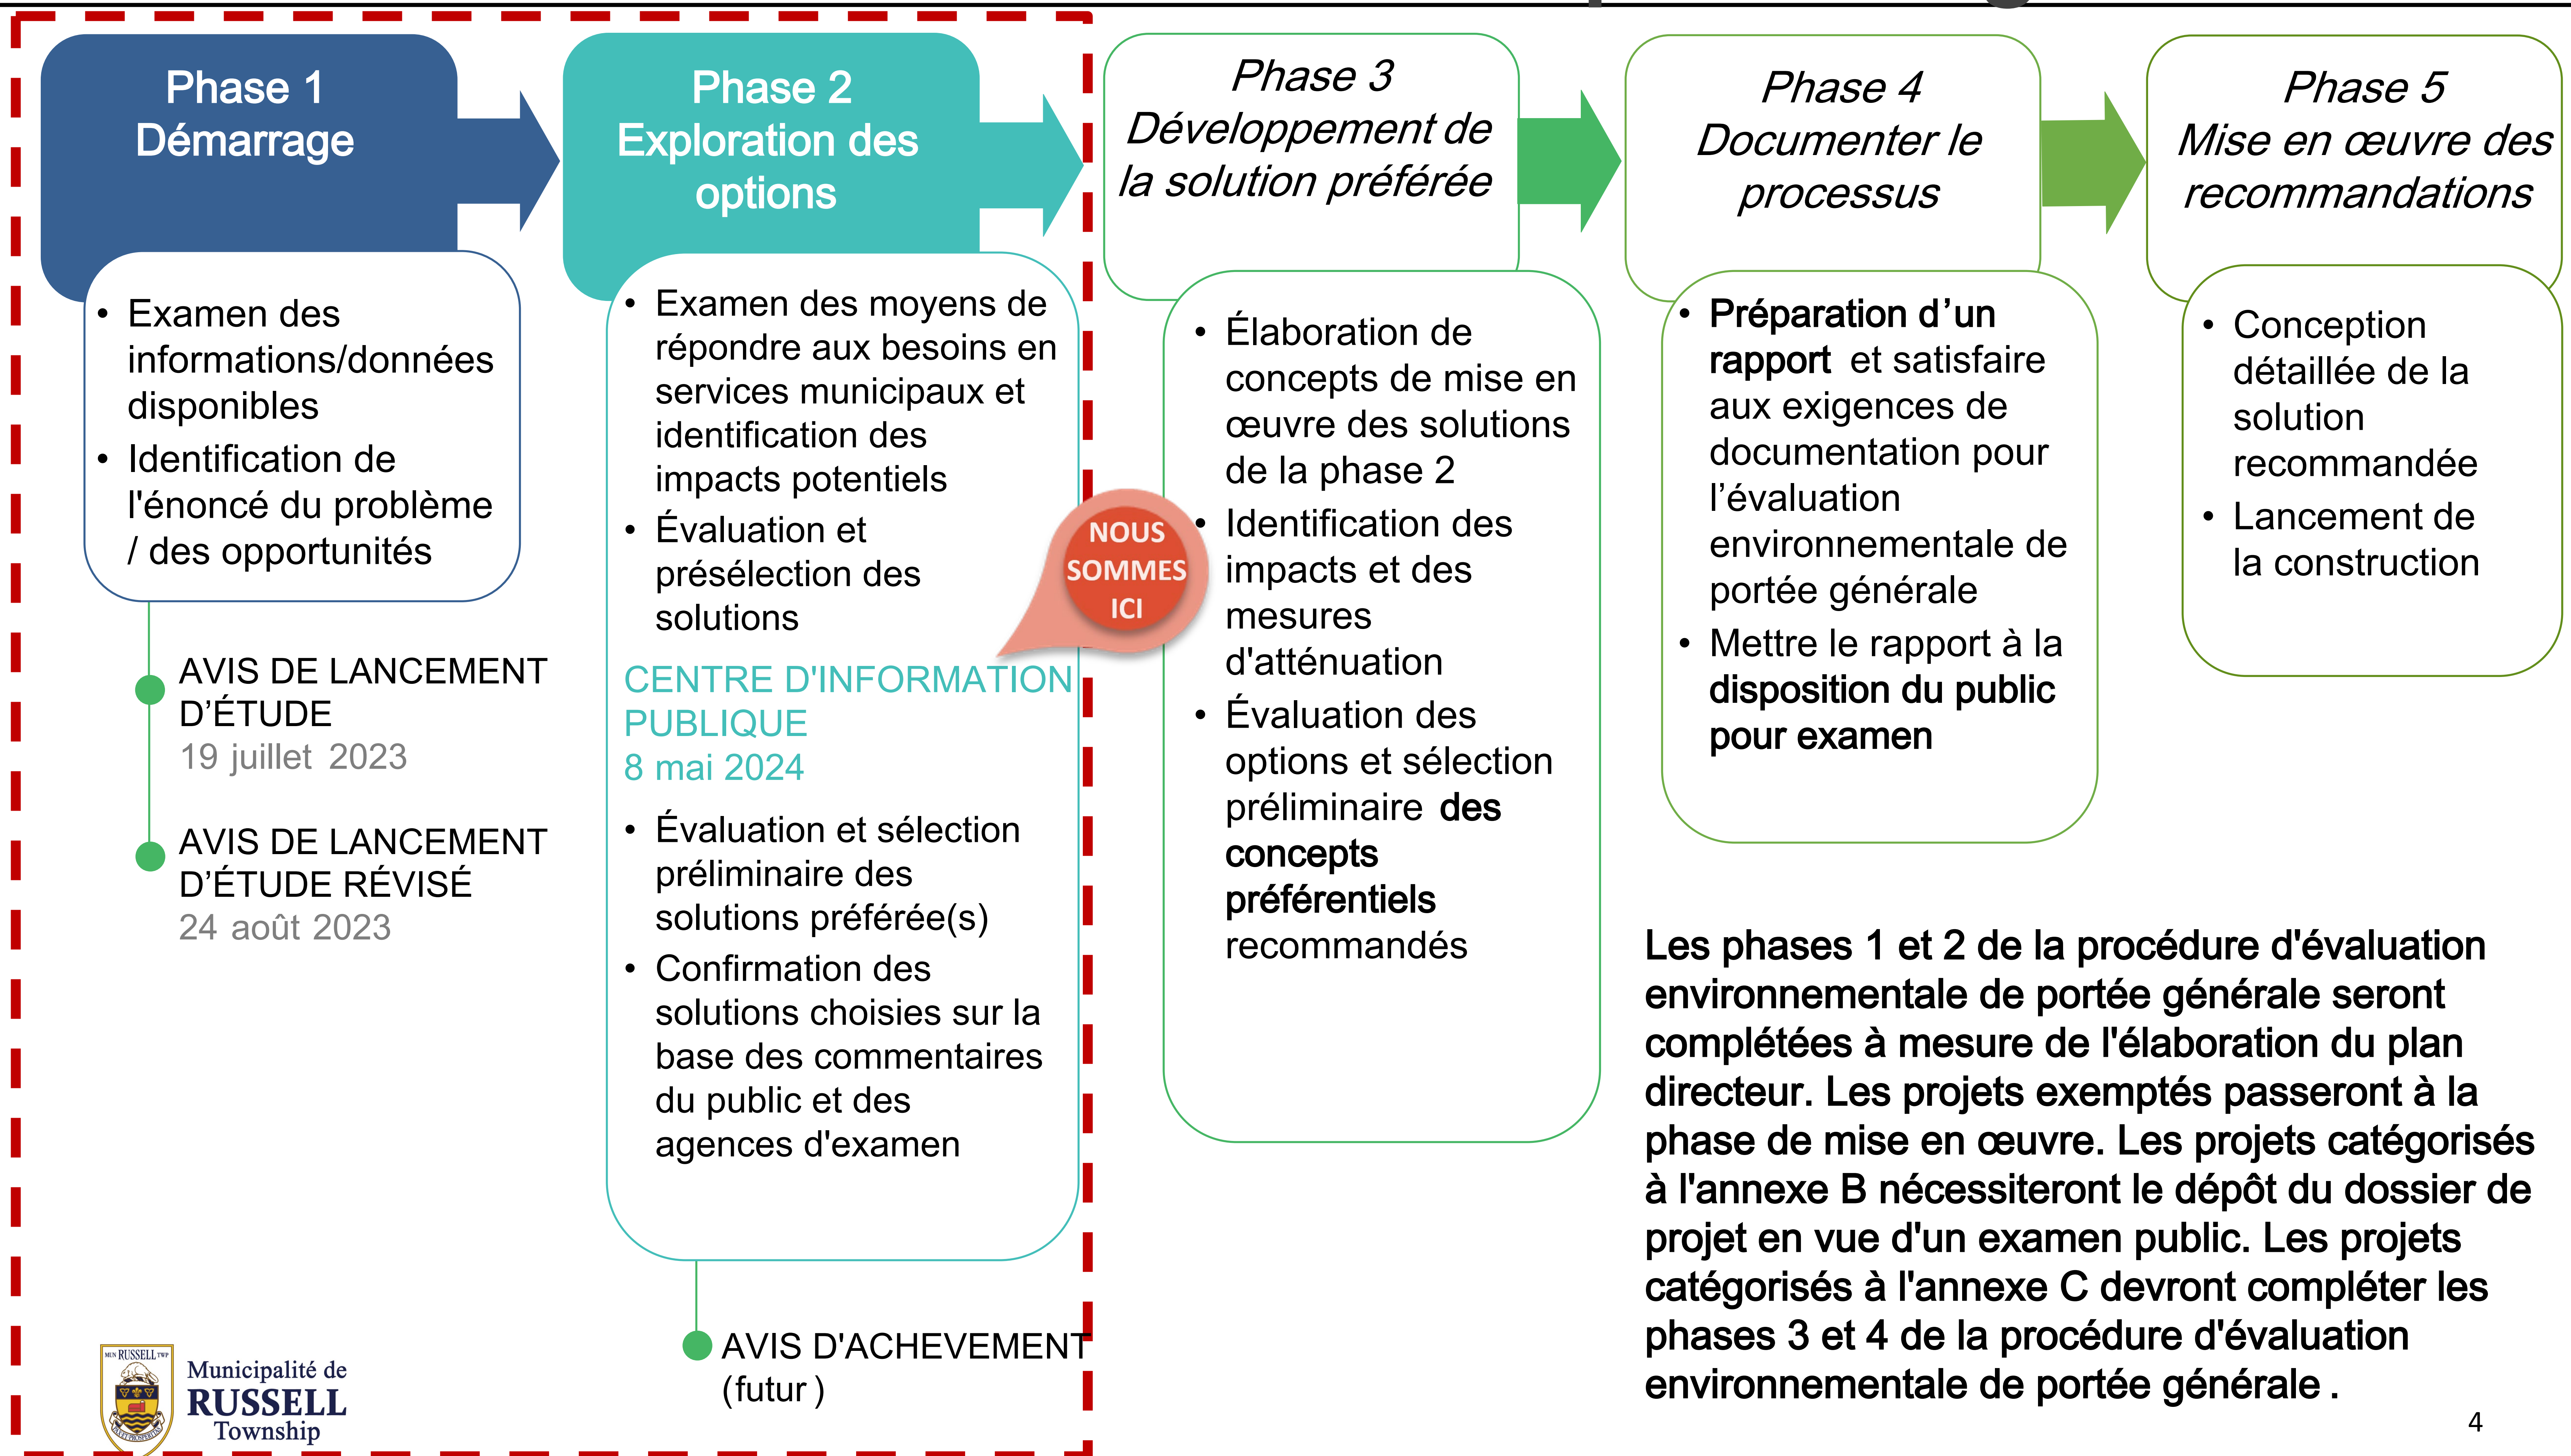 Phase 1
Démarrage
• Examen des
informations/données
disponibles
• Identification de
l'énoncé du problème
/ des opportunités
AVIS DE LANCEMENT
D’ÉTUDE
19 juillet 2023
AVIS DE LANCEMENT
D’ÉTUDE RÉVISÉ
24 août 2023
Phase 2
Exploration des
options
• Examen des moyens de
répondre aux besoins en
services municipaux et
identification des
impacts potentiels
• Évaluation et
présélection des
solutions
CENTRE D'INFORMATION
PUBLIQUE
8 mai 2024
• Évaluation et sélection
préliminaire des
solutions préférée(s)
• Confirmation des
solutions choisies sur la
base des commentaires
du public et des
agences d'examen
AVIS D'ACHEVEMENT
(futur )
NOUS
SOMMES
ICI
Phase 3
Développement de
la solution préférée
• Élaboration de
concepts de mise en
œuvre des solutions
de la phase 2
• Identification des
impacts et des
mesures
d'atténuation
• Évaluation des
options et sélection
préliminaire des
concepts
préférentiels
recommandés
Phase 4
Documenter le
processus
• Préparation d’un
rapport et satisfaire
aux exigences de
documentation pour
l’évaluation
environnementale de
portée générale
• Mettre le rapport à la
disposition du public
pour examen
Phase 5
Mise en œuvre des
recommandations
• Conception
détaillée de la
solution
recommandée
• Lancement de
la construction
Les phases 1 et 2 de la procédure d'évaluation
environnementale de portée générale seront
complétées à mesure de l'élaboration du plan
directeur. Les projets exemptés passeront à la
phase de mise en œuvre. Les projets catégorisés
à l'annexe B nécessiteront le dépôt du dossier de
projet en vue d'un examen public. Les projets
catégorisés à l'annexe C devront compléter les
phases 3 et 4 de la procédure d'évaluation
environnementale de portée générale .
MUN RUSSELL TWP
Municipalité de
RUSSELL
Township
4